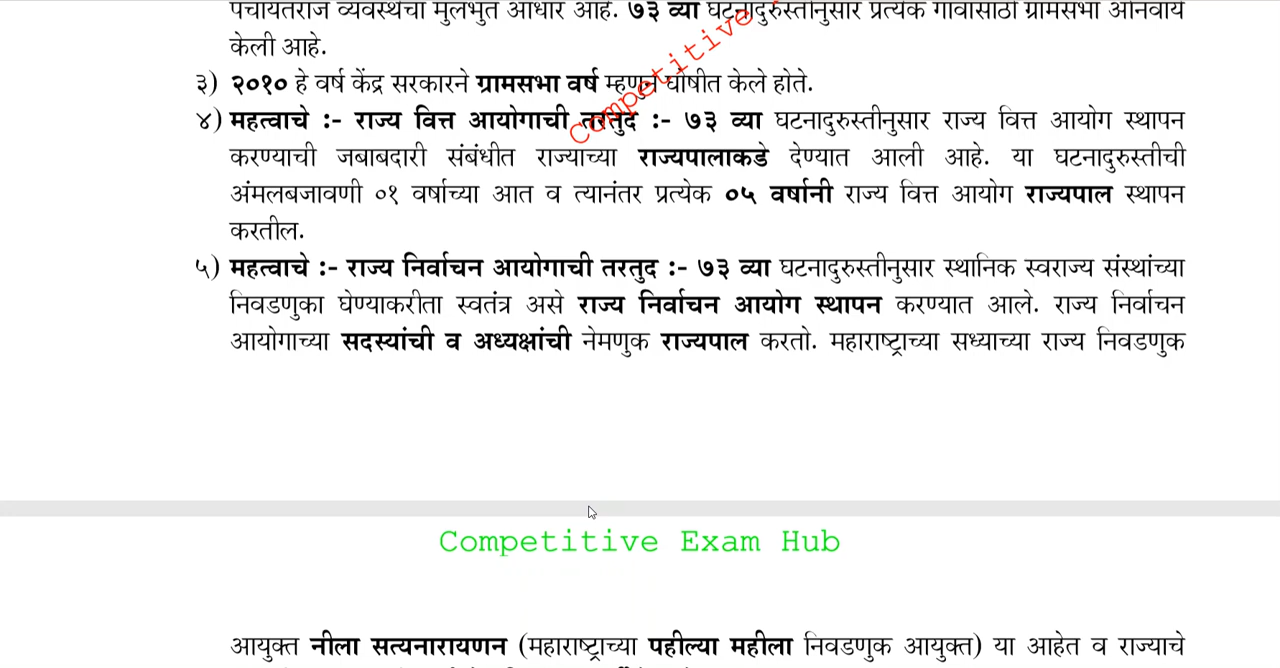 पंचायतराज व्यवस्थेचा मुलभुत आधार आहे. ७३ व्या घटनादुरुस्तीनुसार प्रत्येक गावासाठी ग्रामसभा अनिवार्य
केली आहे.
३) २०१० हे वर्ष केंद्र सरकारने ग्रामसभा वर्ष म्हणुन घोषीत केले होते.
Competitive
४) महत्वाचे :- राज्य वित्त आयोगाची तरतुद :- ७३ व्या घटनादुरुस्तीनुसार राज्य वित्त आयोग स्थापन
करण्याची जबाबदारी संबंधीत राज्याच्या राज्यपालाकडे देण्यात आली आहे. या घटनादुरुस्तीची
अंमलबजावणी ०१ वर्षाच्या आत व त्यानंतर प्रत्येक ०५ वर्षानी राज्य वित्त आयोग राज्यपाल स्थापन
करतील.
५) महत्वाचे :- राज्य निर्वाचन आयोगाची तरतुद :- ७३ व्या घटनादुरुस्तीनुसार स्थानिक स्वराज्य संस्थांच्या
निवडणुका घेण्याकरीता स्वतंत्र असे राज्य निर्वाचन आयोग स्थापन करण्यात आले. राज्य निर्वाचन
आयोगाच्या सदस्यांची व अध्यक्षांची नेमणुक राज्यपाल करतो. महाराष्ट्राच्या सध्याच्या राज्य निवडणुक
Competitive Exam Hub
आयुक्त नीला सत्यनारायणन (महाराष्ट्राच्या पहील्या महीला निवडणुक आयुक्त) या आहेत व राज्याचे